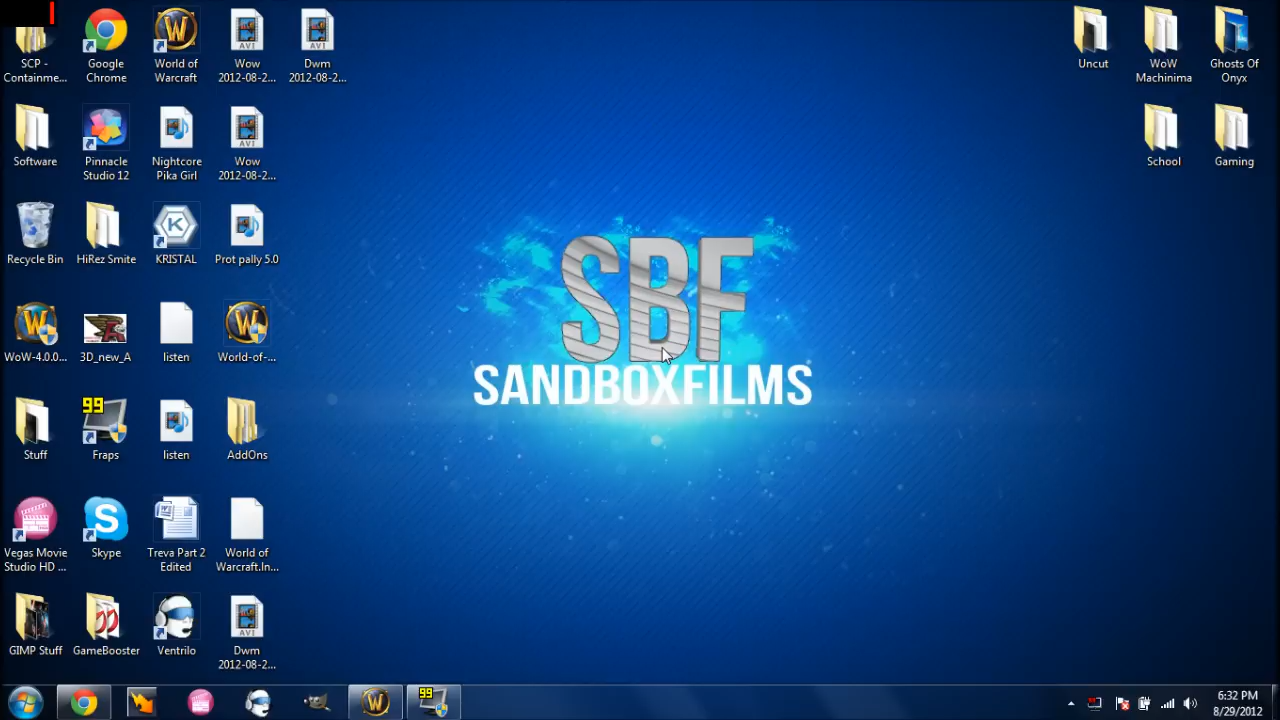 SCP -
Containme...
Google
Chrome
World of
Warcraft
Wow
2012-08-2...
Dwm
2012-08-2...
Uncut
WoW
Machinima
Ghosts Of
Onyx
Software
Pinnacle
Studio 12
Nightcore
Pika Girl
Wow
2012-08-2...
School
Gaming
Recycle Bin
HiRez Smite
KRISTAL
Prot pally 5.0
SBF
SANDBOXFILMS
WoW-4.0.0...
3D_new_A
listen
World-of-...
99
Stuff
Fraps
listen
AddOns
Vegas Movie
Studio HD ...
Skype
Treva Part 2
Edited
World of
Warcraft.In...
GIMP Stuff
GameBooster
Ventrilo
Dwm
2012-08-2...
99
6:32 PM
8/29/2012